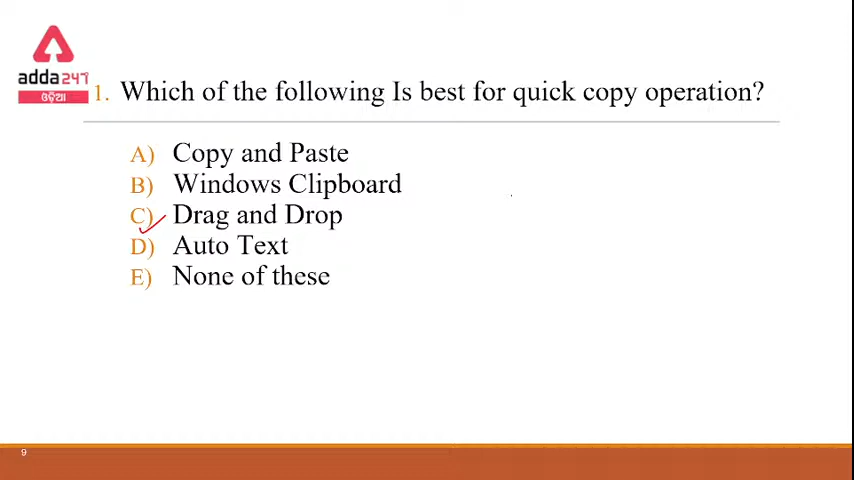 adda247
ଓଡ଼ିଆ
1. Which of the following Is best for quick copy operation?
A) Copy and Paste
B) Windows Clipboard
C) Drag and Drop
D) Auto Text
E) None of these
9